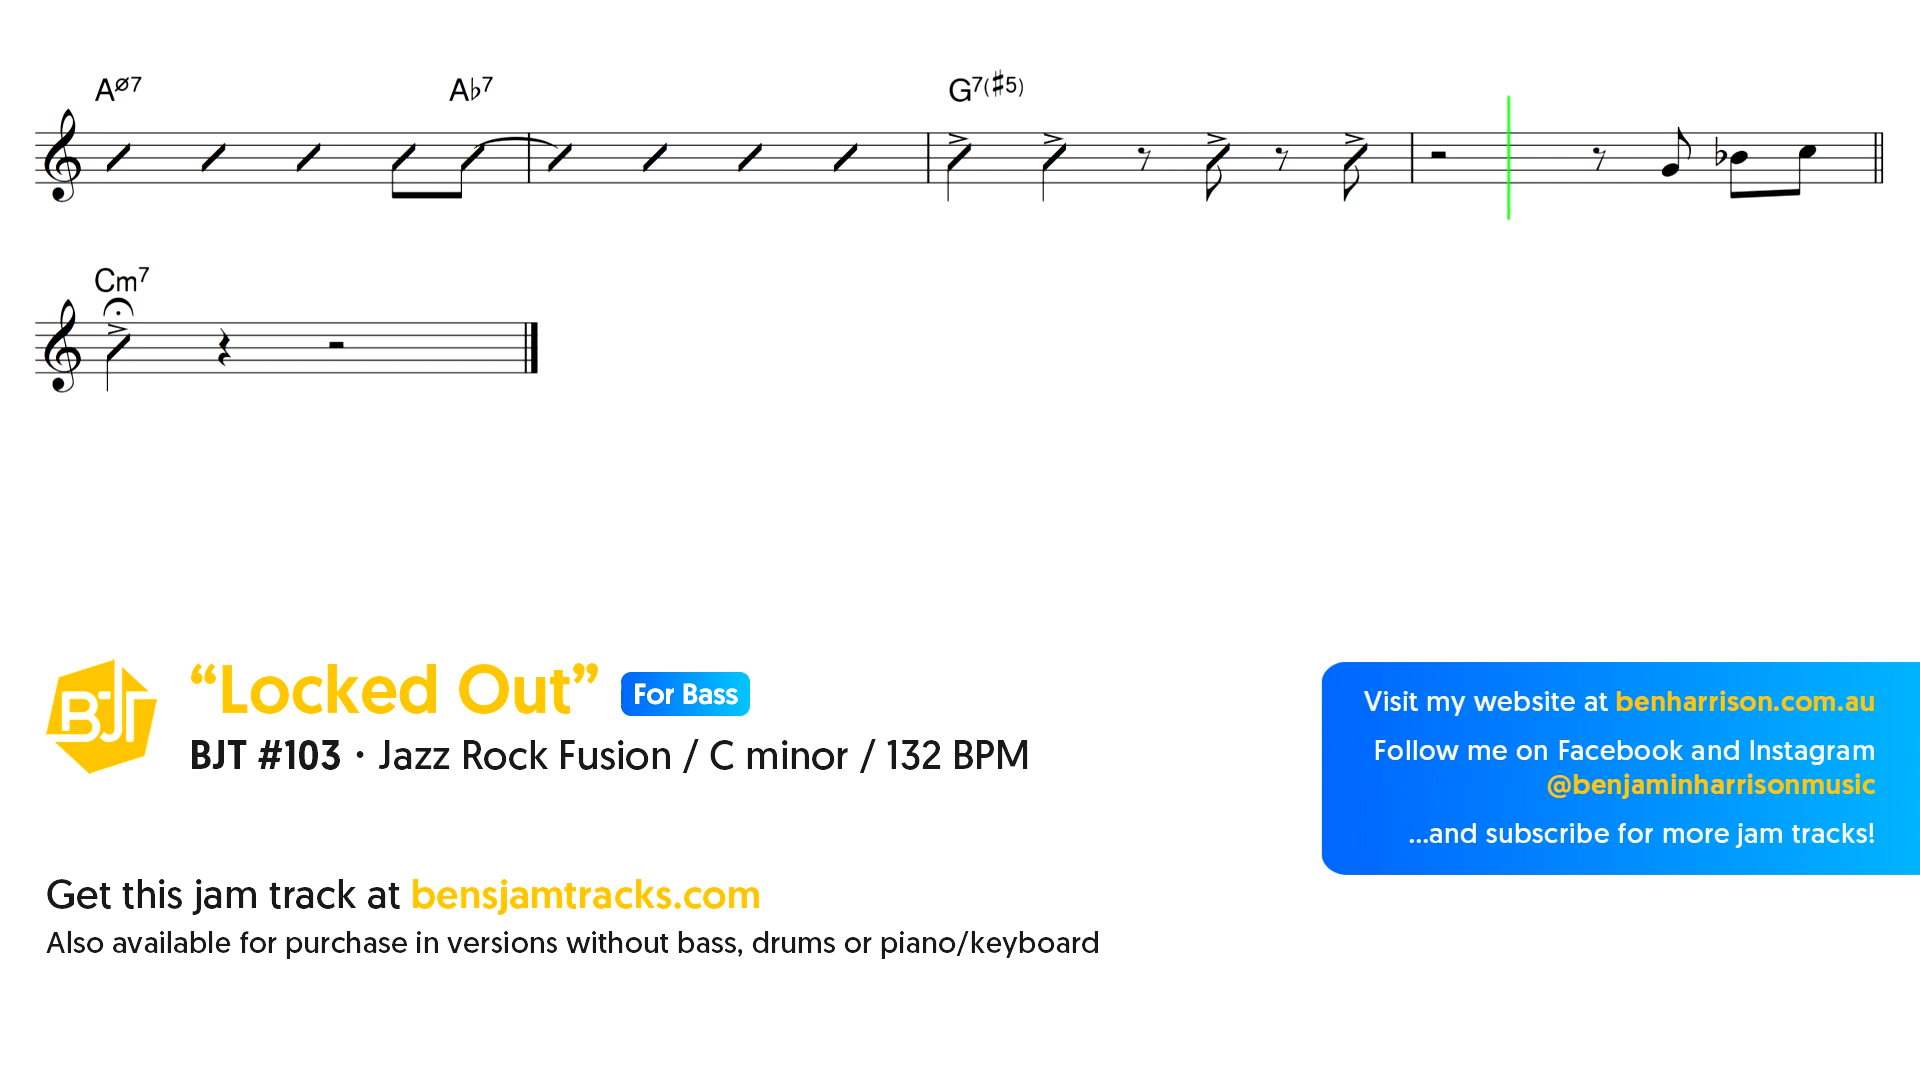 Aø7 A♭7 G7(♯5)
Cm7
BJT
“Locked Out” For Bass
BJT #103 · Jazz Rock Fusion / C minor / 132 BPM
Visit my website at benharrison.com.au
Follow me on Facebook and Instagram
@benjaminharrisonmusic
...and subscribe for more jam tracks!
Get this jam track at bensjamtracks.com
Also available for purchase in versions without bass, drums or piano/keyboard